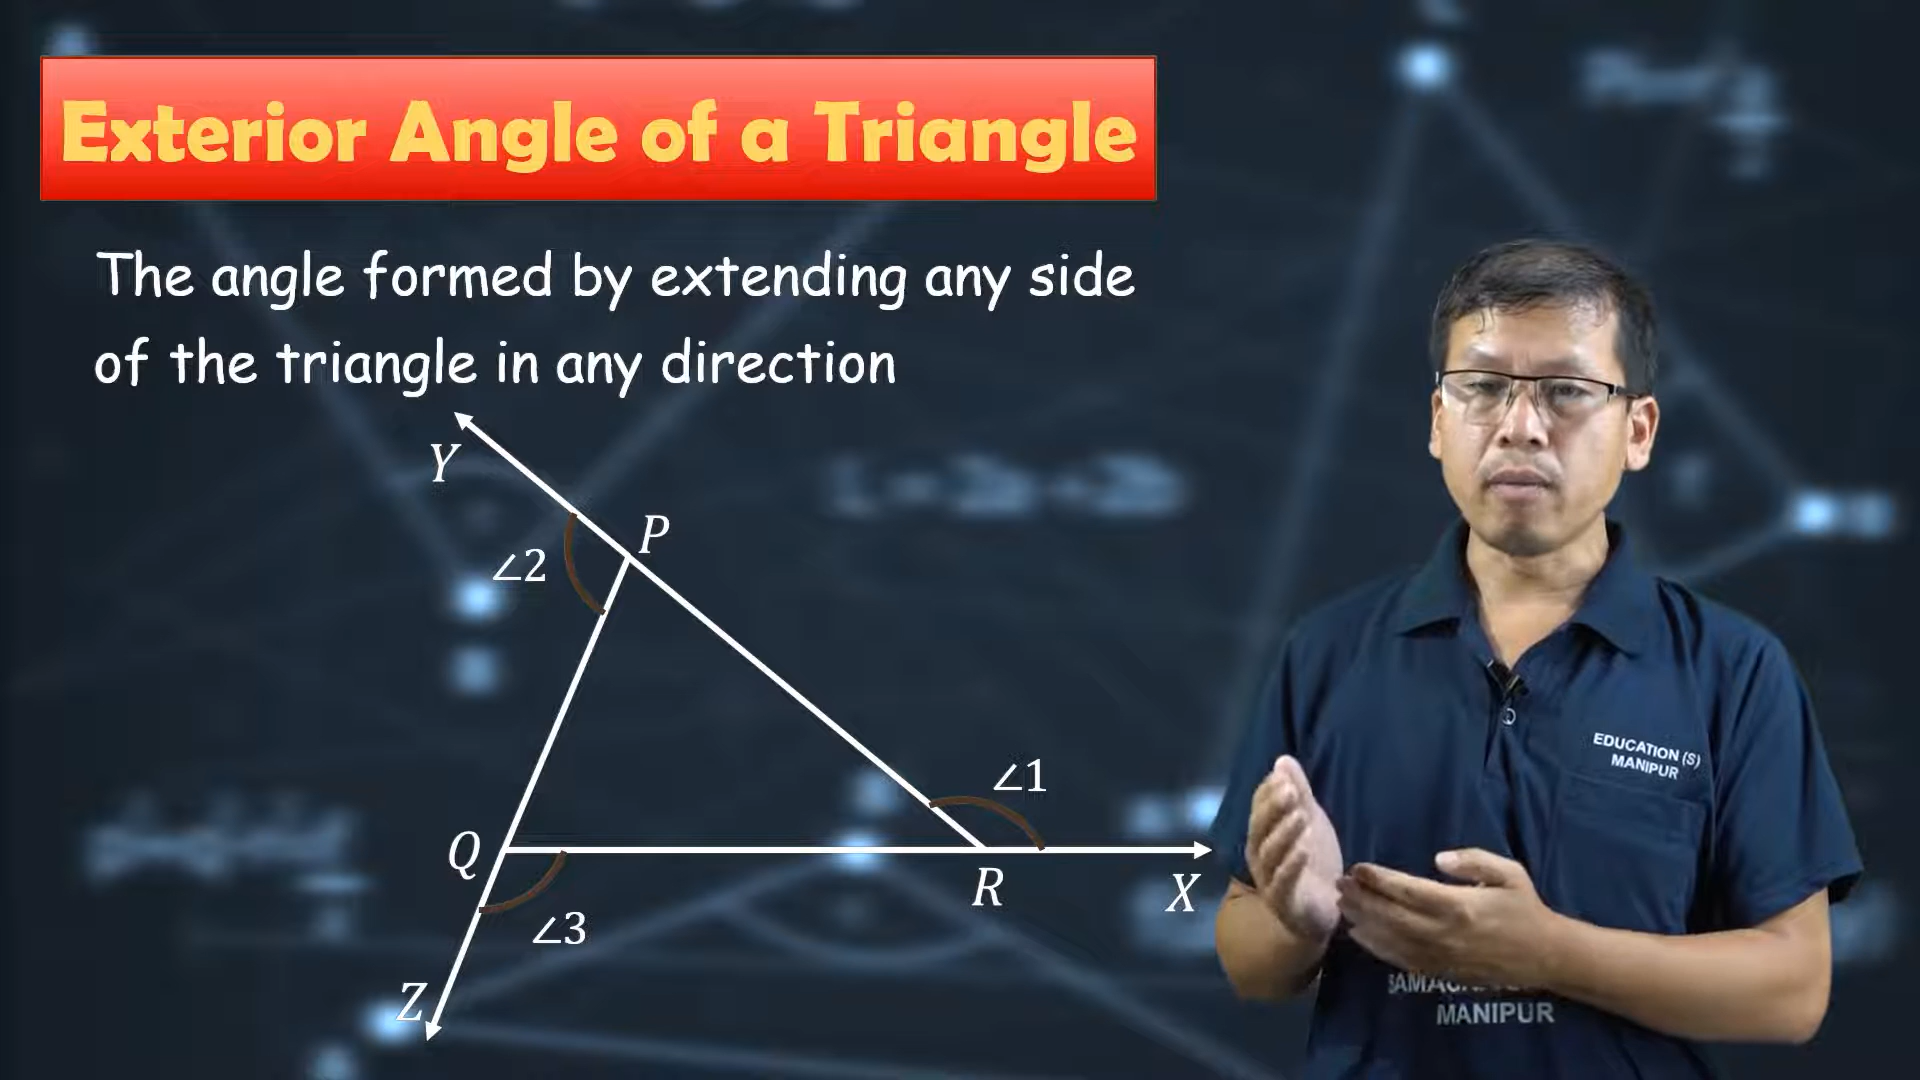 Exterior Angle of a Triangle
The angle formed by extending any side
of the triangle in any direction
Y
P
∠2
∠1
Q
R
X
∠3
Z
EDUCATION (S)
MANIPUR
MANIPUR